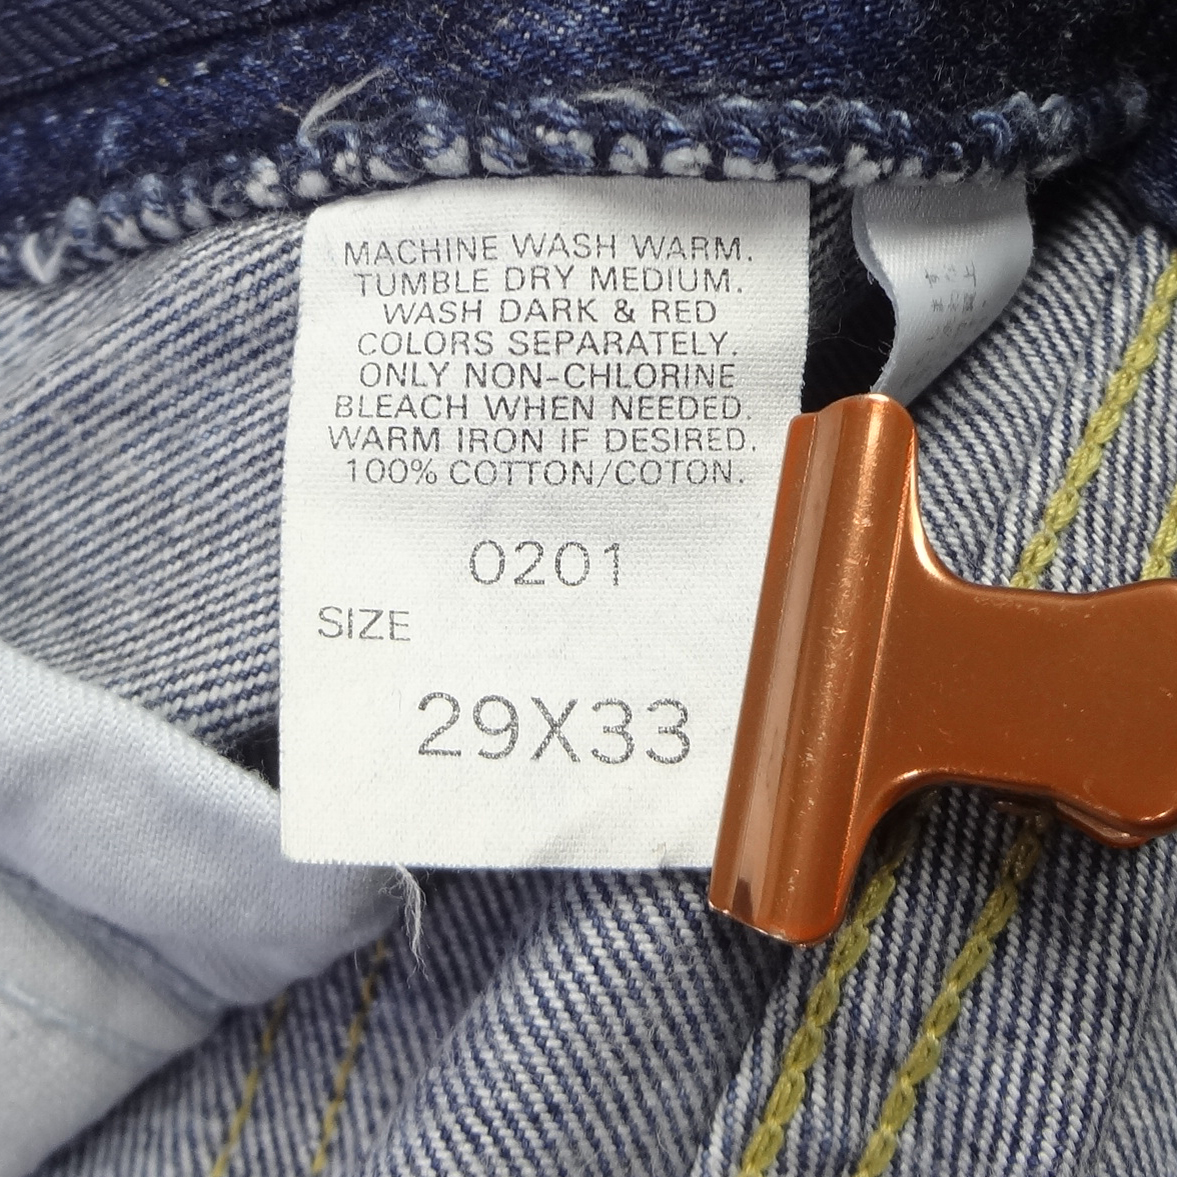 MACHINE WASH WARM.
TUMBLE DRY MEDIUM.
WASH DARK & RED
COLORS SEPARATELY.
ONLY NON-CHLORINE
BLEACH WHEN NEEDED.
WARM IRON IF DESIRED.
100% COTTON/COTON.
0201
SIZE
29X33